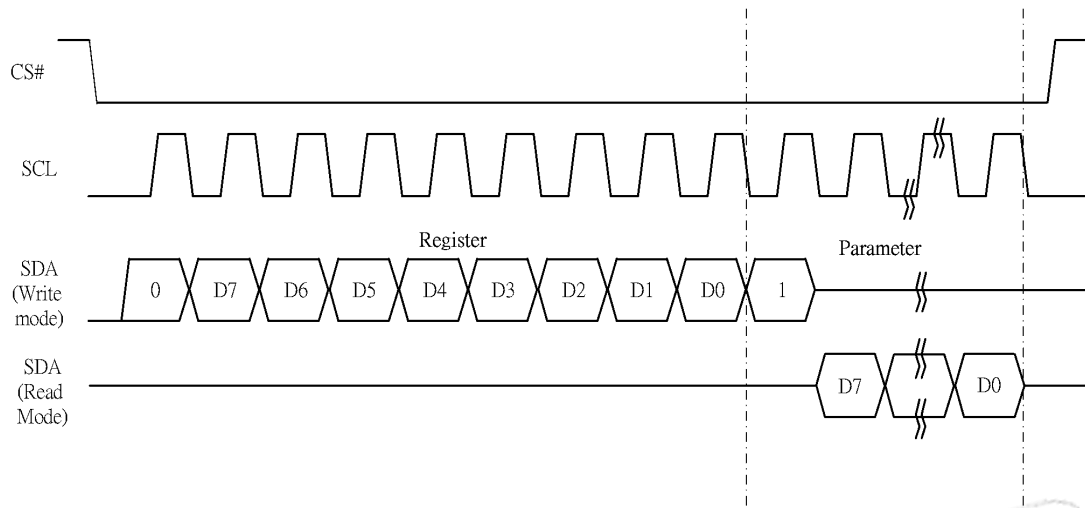 CS#
SCL
Register
Parameter
SDA
(Write
mode)
0 D7 D6 D5 D4 D3 D2 D1 D0 1
SDA
(Read
Mode)
D7 D0